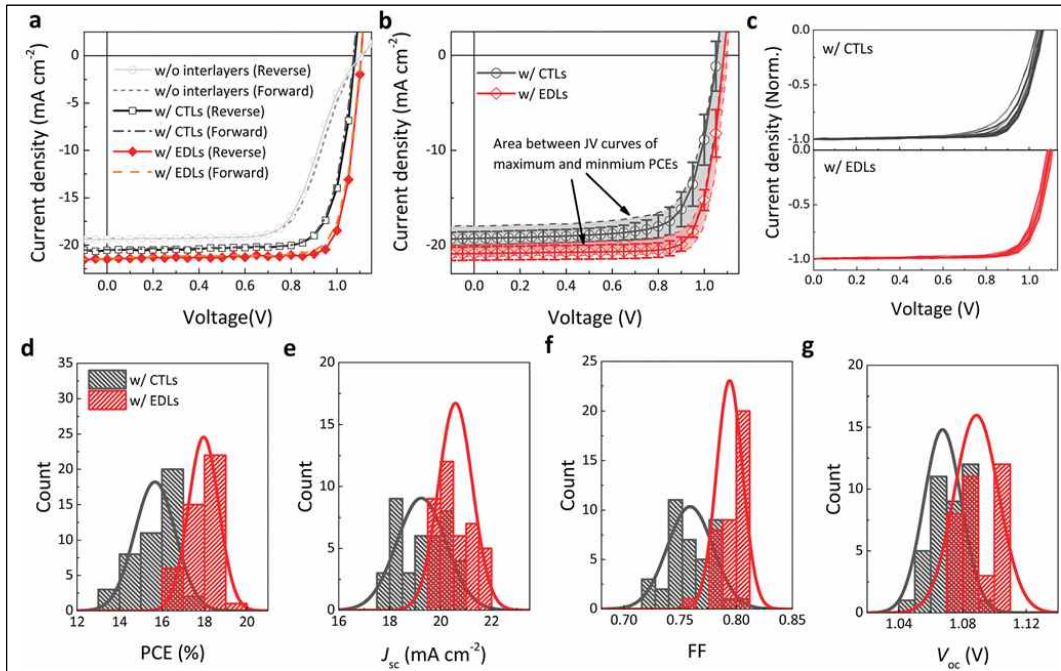 a
Current density (mA cm⁻²)
0
-5
-10
-15
-20
w/o interlayers (Reverse)
w/o interlayers (Forward)
w/ CTLs (Reverse)
w/ CTLs (Forward)
w/ EDLs (Reverse)
w/ EDLs (Forward)
0.0 0.2 0.4 0.6 0.8 1.0
Voltage(V)
b
Current density (mA cm⁻²)
0
-10
-20
w/ CTLs
w/ EDLs
Area between JV curves of
maximum and minmium PCEs
0.0 0.2 0.4 0.6 0.8 1.0
Voltage (V)
c
Current density (Norm.)
w/ CTLs
0.0
-0.5
-1.0
w/ EDLs
0.0
-0.5
-1.0
0.0 0.2 0.4 0.6 0.8 1.0
Voltage (V)
d
Count
35
30
25
20
15
10
5
0
w/ CTLs
w/ EDLs
12 14 16 18 20
PCE (%)
e
Count
20
15
10
5
0
16 18 20 22
Jsc (mA cm⁻²)
f
Count
25
20
15
10
5
0
0.70 0.75 0.80 0.85
FF
g
Count
20
15
10
5
0
1.04 1.08 1.12
Voc (V)